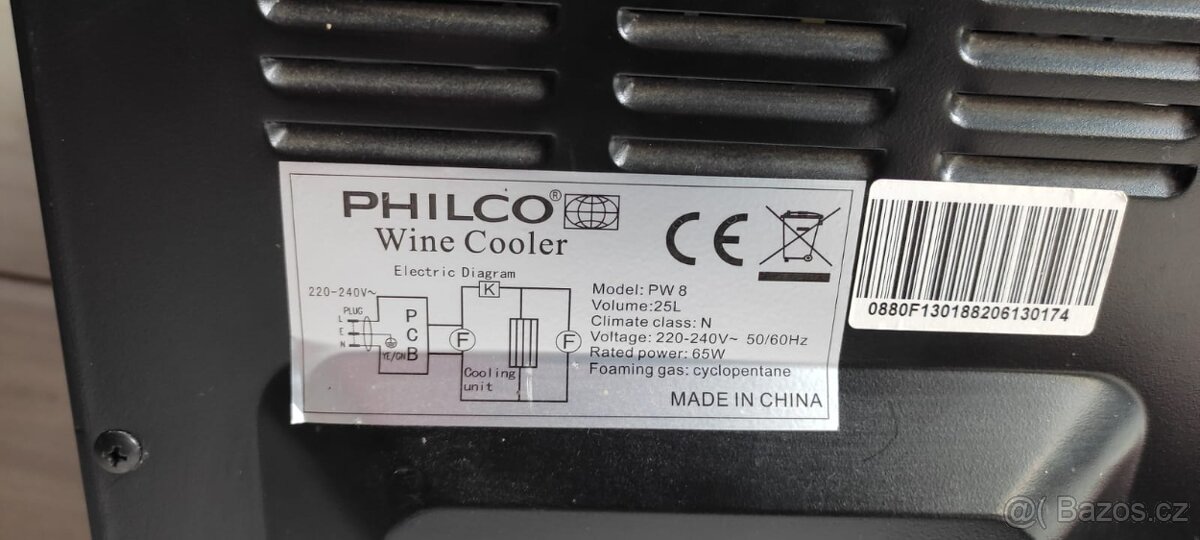 PHILCO®
Wine Cooler
Electric Diagram
220-240V~
PLUG
L
E
N
YE/GN
P
C
B
K
F
F
Cooling
unit
Model: PW 8
Volume:25L
Climate class: N
Voltage: 220-240V~ 50/60Hz
Rated power: 65W
Foaming gas: cyclopentane
MADE IN CHINA
CE
0880F130188206130174
@( Bazos.cz